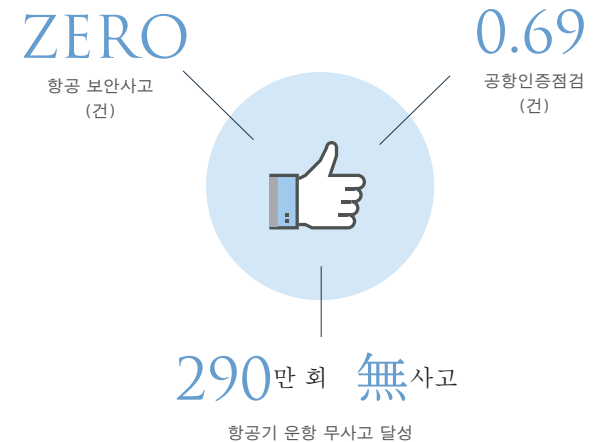 ZERO
항공 보안사고
(건)
0.69
공항인증점검
(건)
290만 회 無사고
항공기 운항 무사고 달성